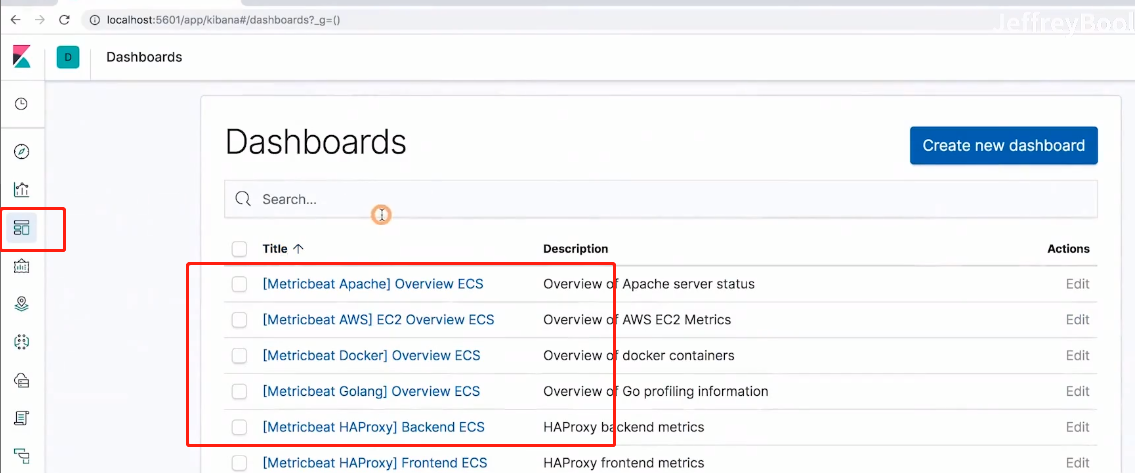 localhost:5601/app/kibana#/dashboards?_g=()
JeffreyBool
D
Dashboards
Dashboards
Create new dashboard
Search...
Title ↑ Description Actions
[Metricbeat Apache] Overview ECS Overview of Apache server status Edit
[Metricbeat AWS] EC2 Overview ECS Overview of AWS EC2 Metrics Edit
[Metricbeat Docker] Overview ECS Overview of docker containers Edit
[Metricbeat Golang] Overview ECS Overview of Go profiling information Edit
[Metricbeat HAProxy] Backend ECS HAProxy backend metrics Edit
[Metricbeat HAProxy] Frontend ECS HAProxy frontend metrics Edit